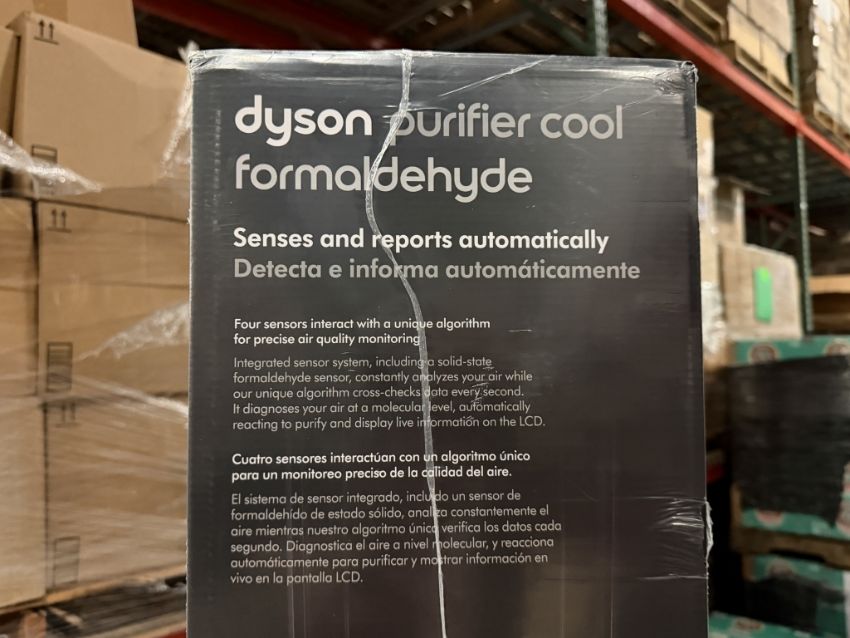 dyson purifier cool
formaldehyde
Senses and reports automatically
Detecta e informa automáticamente
Four sensors interact with a unique algorithm
for precise air quality monitoring
Integrated sensor system, including a solid-state
formaldehyde sensor, constantly analyzes your air while
our unique algorithm cross-checks data every second.
It diagnoses your air at a molecular level, automatically
reacting to purify and display live information on the LCD.
Cuatro sensores interactúan con un algoritmo único
para un monitoreo preciso de la calidad del aire.
El sistema de sensor integrado, incluido un sensor de
formaldehído de estado sólido, analiza constantemente el
aire mientras nuestro algoritmo único verifica los datos cada
segundo. Diagnostica el aire a nivel molecular, y reacciona
automáticamente para purificar y mostrar información en
vivo en la pantalla LCD.